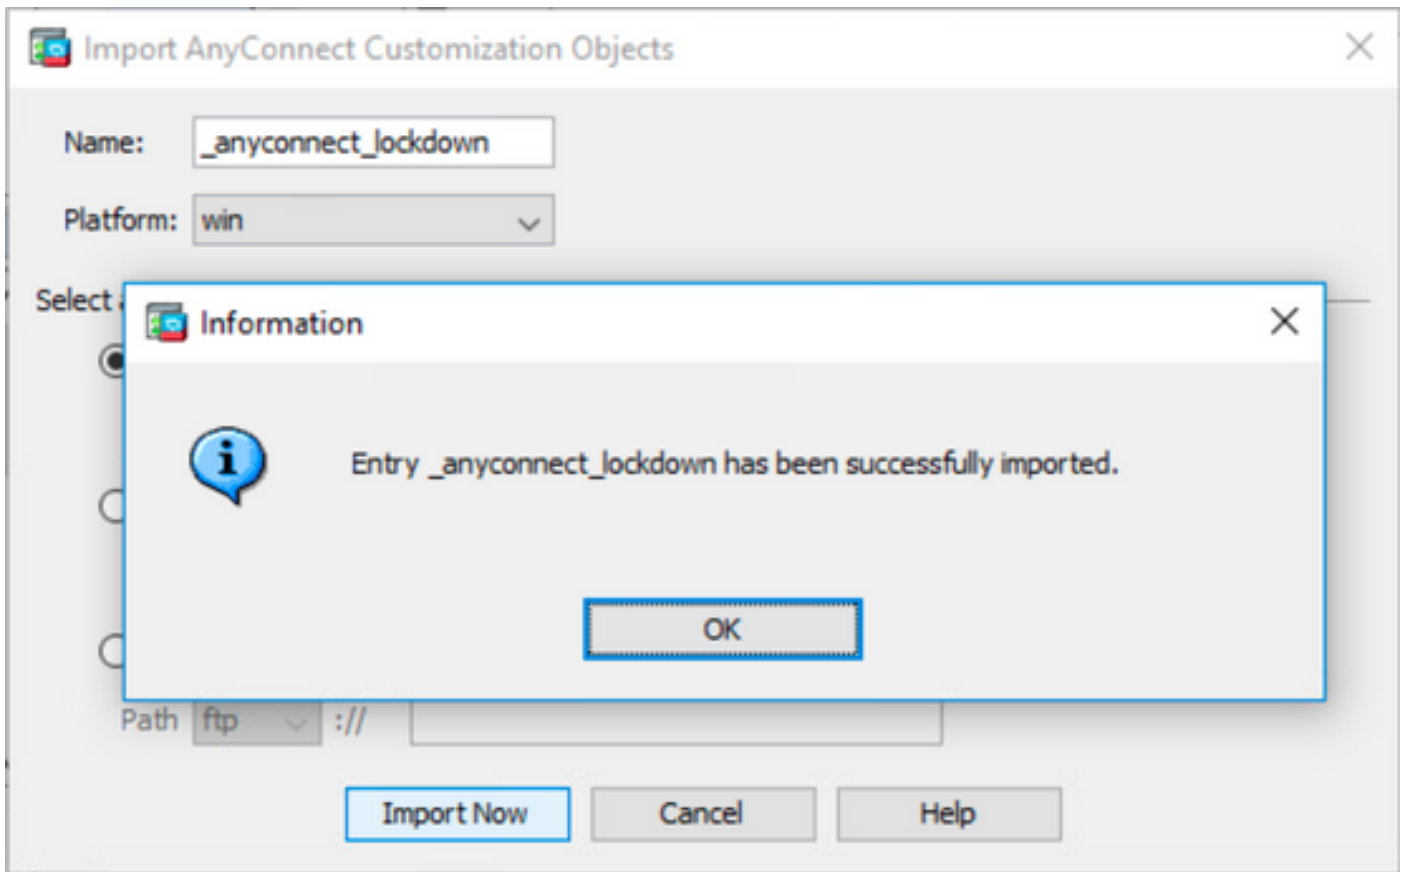 Import AnyConnect Customization Objects
Name: _anyconnect_lockdown
Platform: win
Select
Information
Entry _anyconnect_lockdown has been successfully imported.
OK
Path ftp ://
Import Now Cancel Help